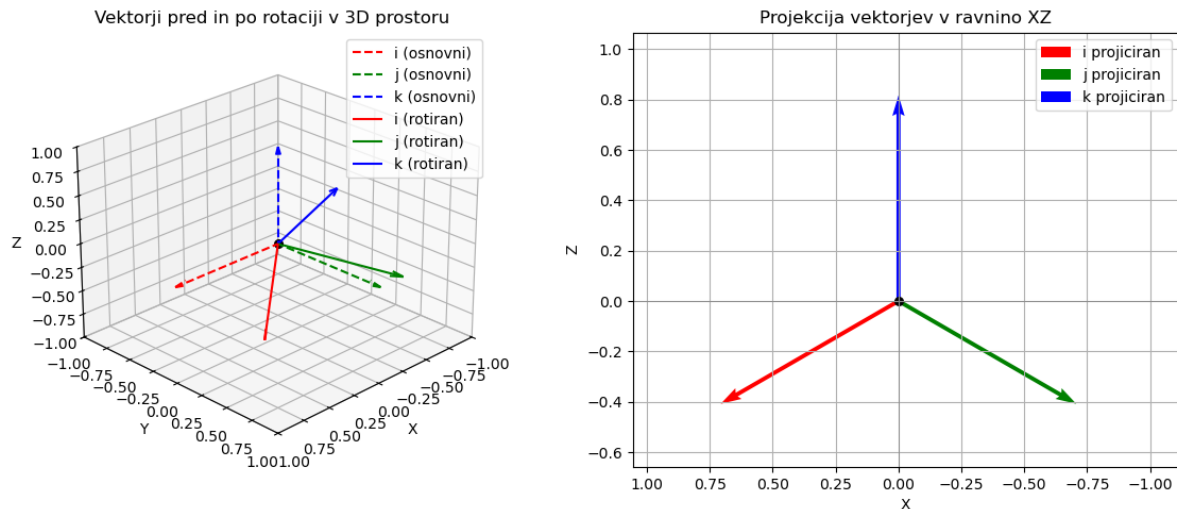 Vektorji pred in po rotaciji v 3D prostoru
i (osnovni)
j (osnovni)
k (osnovni)
i (rotiran)
j (rotiran)
k (rotiran)
1.00
0.75
0.50
0.25
0.00
−0.25
−0.50
−0.75
−1.00
Z
−1.00
−0.75
−0.50
−0.25
0.00
0.25
0.50
0.75
1.00
Y
1.00
0.75
0.50
0.25
0.00
−0.25
−0.50
−0.75
−1.00
X
Projekcija vektorjev v ravnino XZ
i projiciran
j projiciran
k projiciran
1.0
0.8
0.6
0.4
0.2
0.0
−0.2
−0.4
−0.6
Z
1.00 0.75 0.50 0.25 0.00 −0.25 −0.50 −0.75 −1.00
X